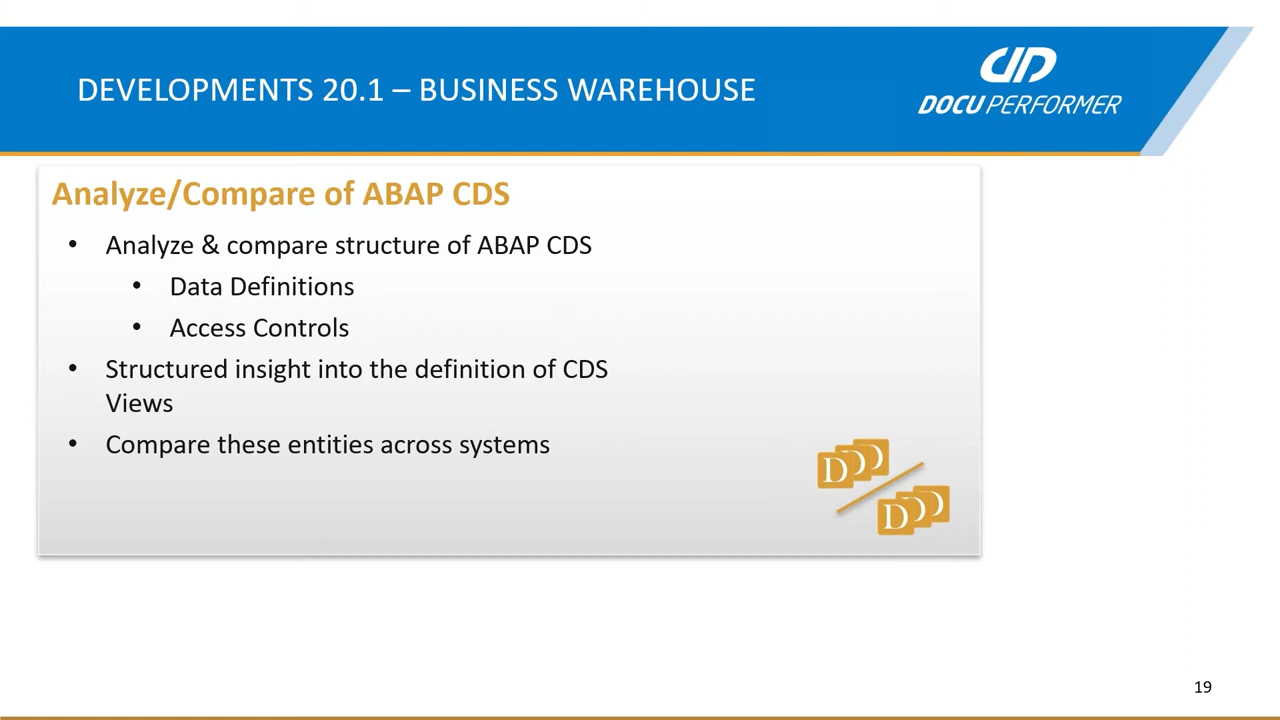 DEVELOPMENTS 20.1 – BUSINESS WAREHOUSE
DOCU PERFORMER
Analyze/Compare of ABAP CDS
• Analyze & compare structure of ABAP CDS
• Data Definitions
• Access Controls
• Structured insight into the definition of CDS
Views
• Compare these entities across systems
D D D
D D D
19